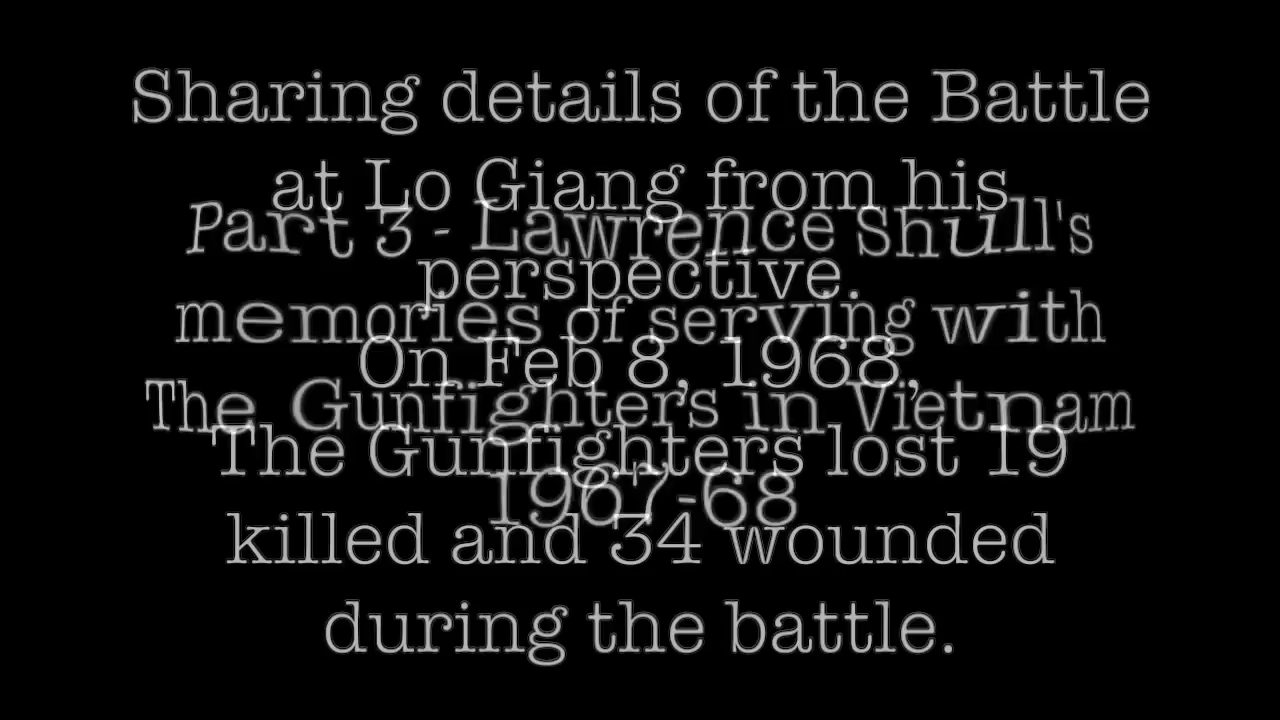 Sharing details of the Battle
at Lo Giang from his
perspective.
On Feb 8, 1968,
The Gunfighters lost 19
killed and 34 wounded
during the battle.
Part 3 - Lawrence Shull's
memories of serving with
The Gunfighters in Vietnam
1967-68